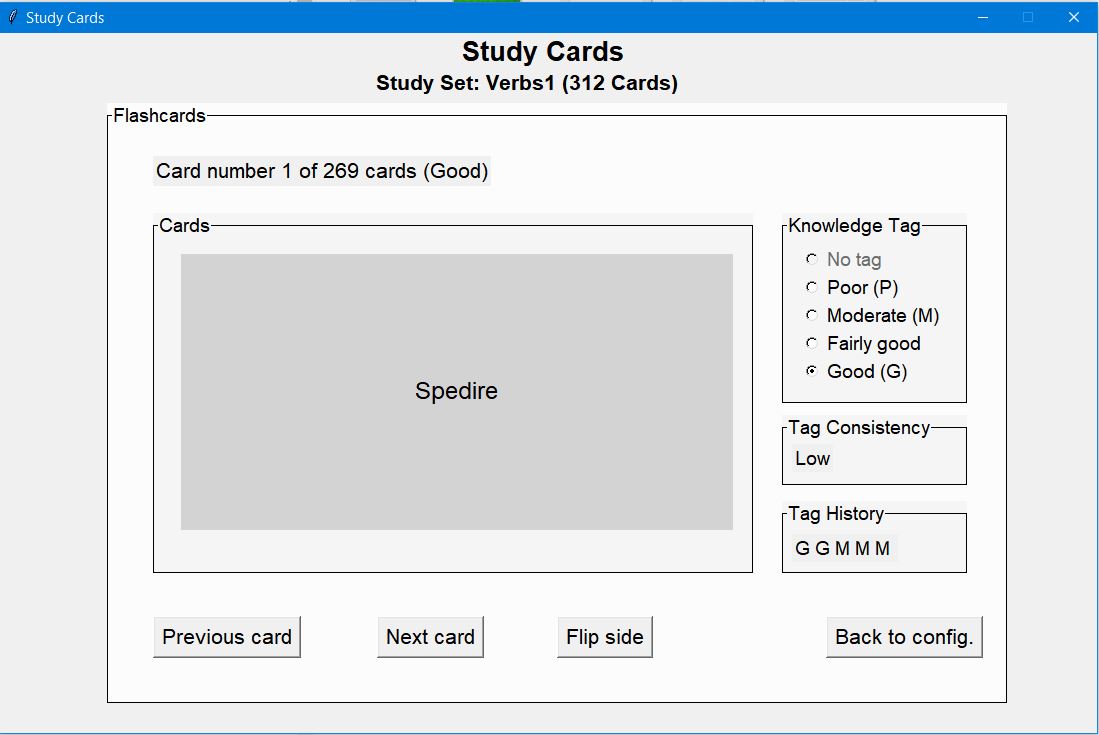 Study Cards
Study Cards
Study Set: Verbs1 (312 Cards)
Flashcards
Card number 1 of 269 cards (Good)
Cards
Spedire
Knowledge Tag
No tag
Poor (P)
Moderate (M)
Fairly good
Good (G)
Tag Consistency
Low
Tag History
G G M M M
Previous card
Next card
Flip side
Back to config.